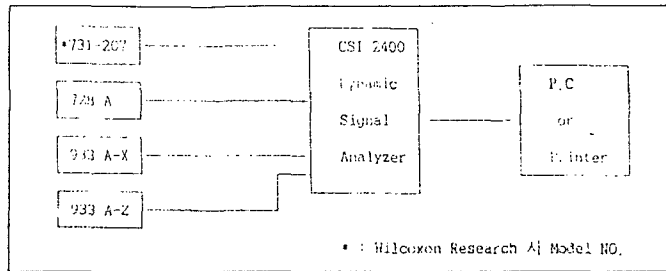 *731-207
728 A
933 A-X
933 A-Z
CSI 2400
Dynamic
Signal
Analyzer
P.C
or
Printer
* : Wilcoxon Research 사 Model NO.